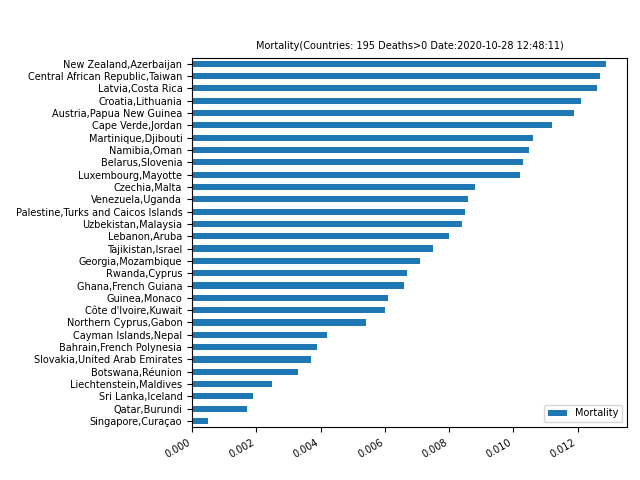 Mortality(Countries: 195 Deaths>0 Date:2020-10-28 12:48:11)
New Zealand,Azerbaijan
Central African Republic,Taiwan
Latvia,Costa Rica
Croatia,Lithuania
Austria,Papua New Guinea
Cape Verde,Jordan
Martinique,Djibouti
Namibia,Oman
Belarus,Slovenia
Luxembourg,Mayotte
Czechia,Malta
Venezuela,Uganda
Palestine,Turks and Caicos Islands
Uzbekistan,Malaysia
Lebanon,Aruba
Tajikistan,Israel
Georgia,Mozambique
Rwanda,Cyprus
Ghana,French Guiana
Guinea,Monaco
Côte d'Ivoire,Kuwait
Northern Cyprus,Gabon
Cayman Islands,Nepal
Bahrain,French Polynesia
Slovakia,United Arab Emirates
Botswana,Réunion
Liechtenstein,Maldives
Sri Lanka,Iceland
Qatar,Burundi
Singapore,Curaçao
Mortality
0.000 0.002 0.004 0.006 0.008 0.010 0.012